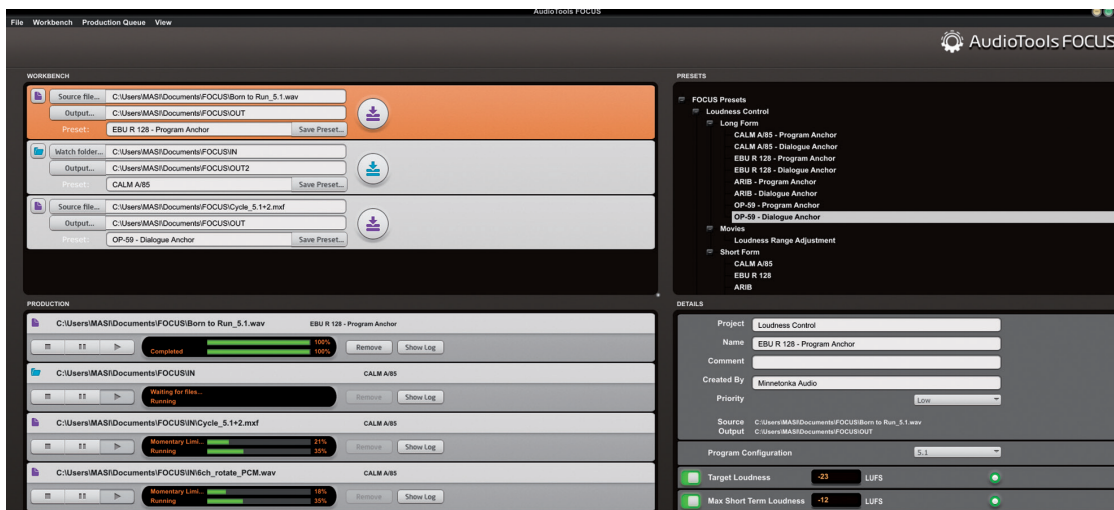 AudioTools FOCUS
File Workbench Production Queue View
AudioTools FOCUS
WORKBENCH
Source file... C:\Users\MASI\Documents\FOCUS\Born to Run_5.1.wav
Output... C:\Users\MASI\Documents\FOCUS\OUT
Preset: EBU R 128 - Program Anchor Save Preset...
Watch folder... C:\Users\MASI\Documents\FOCUS\IN
Output... C:\Users\MASI\Documents\FOCUS\OUT2
Preset: CALM A/85 Save Preset...
Source file... C:\Users\MASI\Documents\FOCUS\Cycle_5.1+2.mxf
Output... C:\Users\MASI\Documents\FOCUS\OUT
Preset: OP-59 - Dialogue Anchor Save Preset...
PRESETS
FOCUS Presets
Loudness Control
Long Form
CALM A/85 - Program Anchor
CALM A/85 - Dialogue Anchor
EBU R 128 - Program Anchor
EBU R 128 - Dialogue Anchor
ARIB - Program Anchor
ARIB - Dialogue Anchor
OP-59 - Program Anchor
OP-59 - Dialogue Anchor
Movies
Loudness Range Adjustment
Short Form
CALM A/85
EBU R 128
ARIB
PRODUCTION
C:\Users\MASI\Documents\FOCUS\Born to Run_5.1.wav EBU R 128 - Program Anchor
100%
Completed 100% Remove Show Log
C:\Users\MASI\Documents\FOCUS\IN CALM A/85
Waiting for files...
Running Remove Show Log
C:\Users\MASI\Documents\FOCUS\IN\Cycle_5.1+2.mxf CALM A/85
Momentary Limi... 21%
Running 35% Remove Show Log
C:\Users\MASI\Documents\FOCUS\IN\6ch_rotate_PCM.wav CALM A/85
Momentary Limi... 18%
Running 35% Remove Show Log
DETAILS
Project Loudness Control
Name EBU R 128 - Program Anchor
Comment
Created By Minnetonka Audio
Priority Low
Source C:\Users\MASI\Documents\FOCUS\Born to Run_5.1.wav
Output C:\Users\MASI\Documents\FOCUS\OUT
Program Configuration 5.1
Target Loudness -23 LUFS
Max Short Term Loudness -12 LUFS